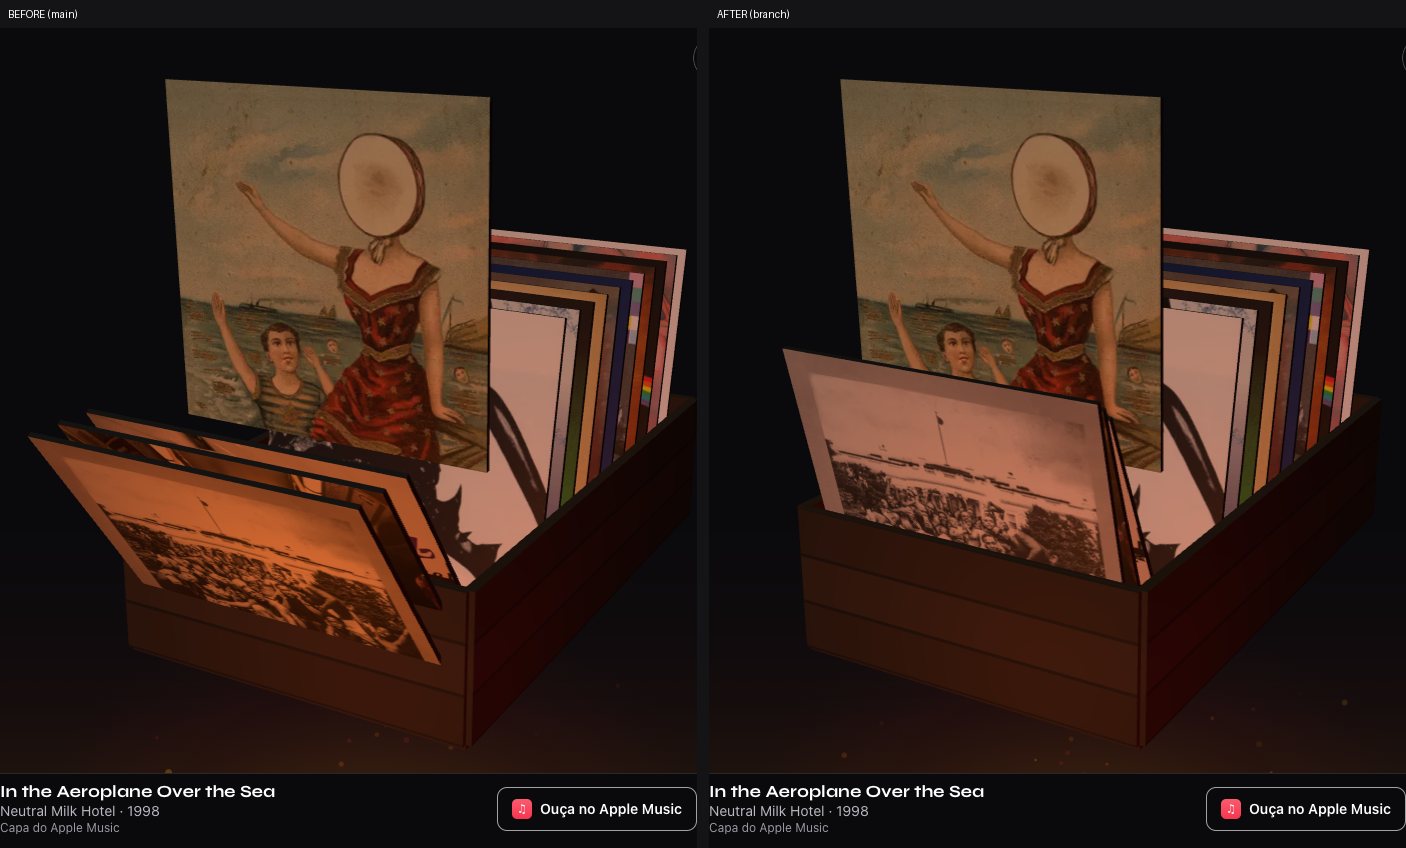 BEFORE (main)
AFTER (branch)
In the Aeroplane Over the Sea
Neutral Milk Hotel · 1998
Capa do Apple Music
Ouça no Apple Music
In the Aeroplane Over the Sea
Neutral Milk Hotel · 1998
Capa do Apple Music
Ouça no Apple Music